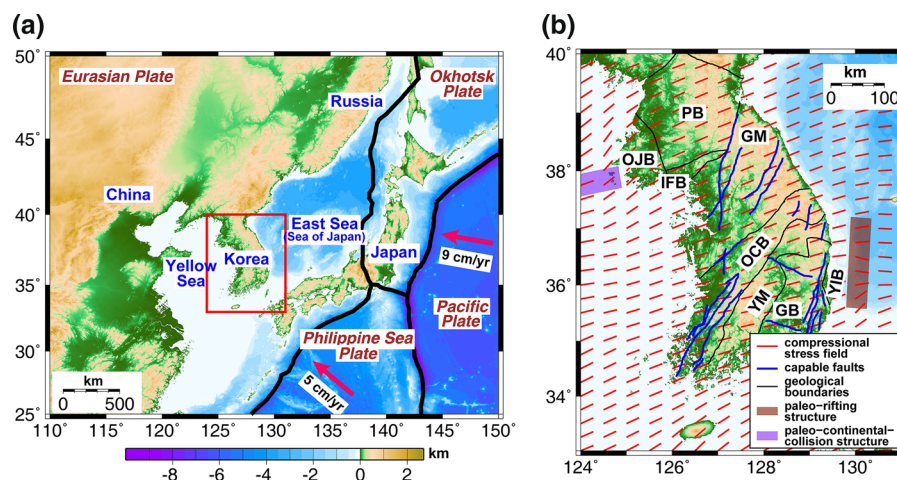 (a)
50°
45°
40°
35°
30°
25°
110°
115°
120°
125°
130°
135°
140°
145°
150°
Eurasian Plate
Okhotsk
Plate
Russia
China
East Sea
(Sea of Japan)
Yellow
Sea
Korea
Japan
9 cm/yr
Pacific
Plate
Philippine Sea
Plate
5 cm/yr
km
0
500
km
-8
-6
-4
-2
0
2
(b)
40°
38°
36°
34°
124°
126°
128°
130°
km
0
100
PB
GM
OJB
IFB
OCB
YM
GB
YIB
compressional
stress field
capable faults
geological
boundaries
paleo-rifting
structure
paleo-continental-
collision structure